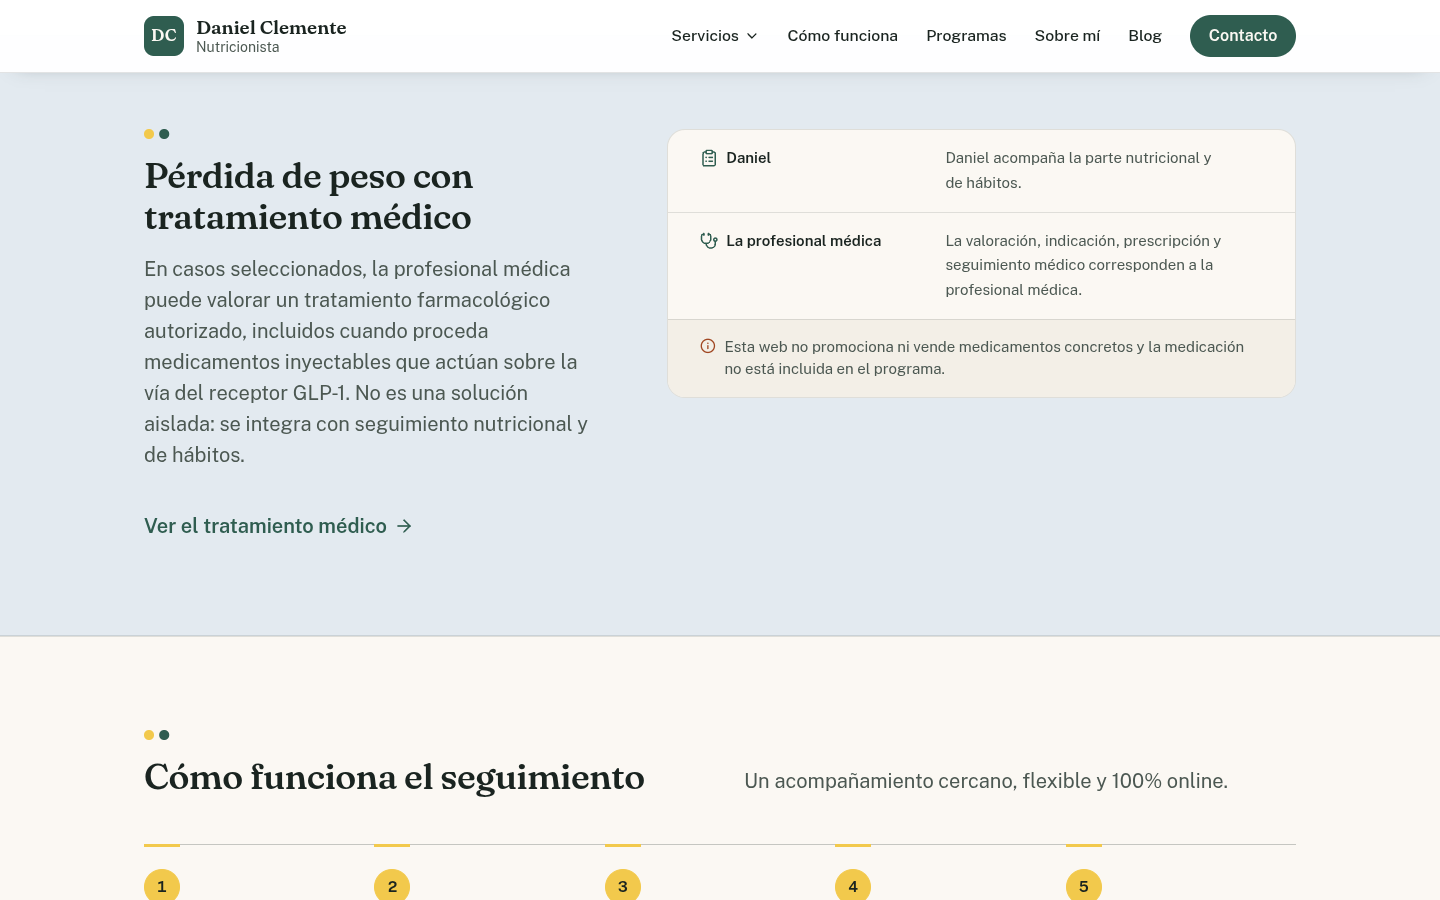 DC
Daniel Clemente
Nutricionista
Servicios
Cómo funciona
Programas
Sobre mí
Blog
Contacto
Pérdida de peso con
tratamiento médico
En casos seleccionados, la profesional médica
puede valorar un tratamiento farmacológico
autorizado, incluidos cuando proceda
medicamentos inyectables que actúan sobre la
vía del receptor GLP-1. No es una solución
aislada: se integra con seguimiento nutricional y
de hábitos.
Ver el tratamiento médico
Daniel
Daniel acompaña la parte nutricional y
de hábitos.
La profesional médica
La valoración, indicación, prescripción y
seguimiento médico corresponden a la
profesional médica.
Esta web no promociona ni vende medicamentos concretos y la medicación
no está incluida en el programa.
Cómo funciona el seguimiento
Un acompañamiento cercano, flexible y 100% online.
1
2
3
4
5